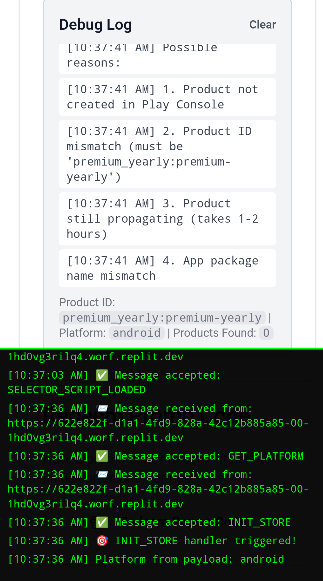 Debug Log
Clear
[10:37:41 AM] Possible
reasons:
[10:37:41 AM] 1. Product not
created in Play Console
[10:37:41 AM] 2. Product ID
mismatch (must be
'premium_yearly:premium-
yearly')
[10:37:41 AM] 3. Product
still propagating (takes 1-2
hours)
[10:37:41 AM] 4. App package
name mismatch
Product ID:
premium_yearly:premium-yearly |
Platform: android | Products Found: 0
1hd0vg3rilq4.worf.replit.dev
[10:37:03 AM] ✅ Message accepted:
SELECTOR_SCRIPT_LOADED
[10:37:36 AM] 📨 Message received from:
https://622e822f-d1a1-4fd9-828a-42c12b885a85-00-
1hd0vg3rilq4.worf.replit.dev
[10:37:36 AM] ✅ Message accepted: GET_PLATFORM
[10:37:36 AM] 📨 Message received from:
https://622e822f-d1a1-4fd9-828a-42c12b885a85-00-
1hd0vg3rilq4.worf.replit.dev
[10:37:36 AM] ✅ Message accepted: INIT_STORE
[10:37:36 AM] 🎯 INIT_STORE handler triggered!
[10:37:36 AM] Platform from payload: android